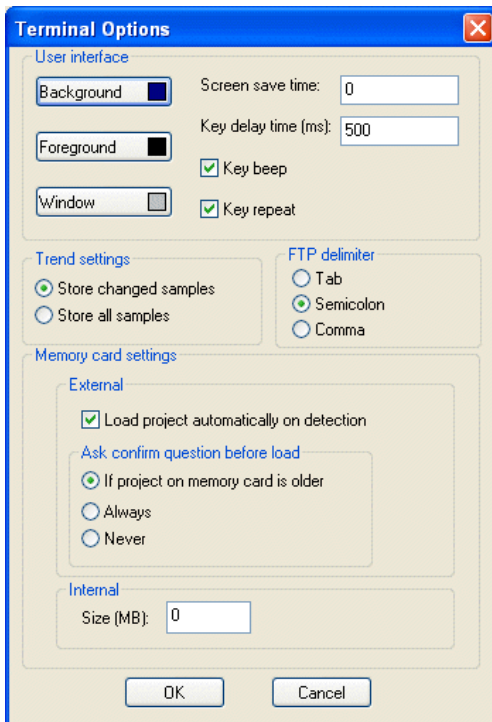 Terminal Options
User interface
Background
Screen save time: 0
Key delay time (ms): 500
Foreground
Key beep
Window
Key repeat
Trend settings
Store changed samples
Store all samples
FTP delimiter
Tab
Semicolon
Comma
Memory card settings
External
Load project automatically on detection
Ask confirm question before load
If project on memory card is older
Always
Never
Internal
Size (MB): 0
OK
Cancel